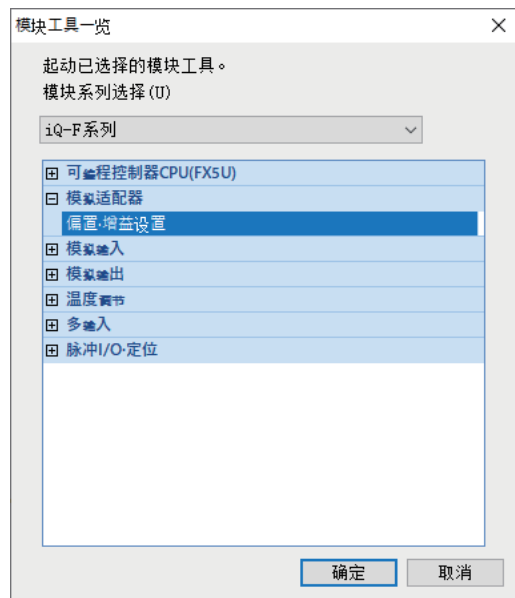 模块工具一览
起动已选择的模块工具。
模块系列选择(U)
iQ-F系列
可编程控制器CPU(FX5U)
模拟适配器
偏置·增益设置
模拟输入
模拟输出
温度调节
多输入
脉冲I/O·定位
确定
取消